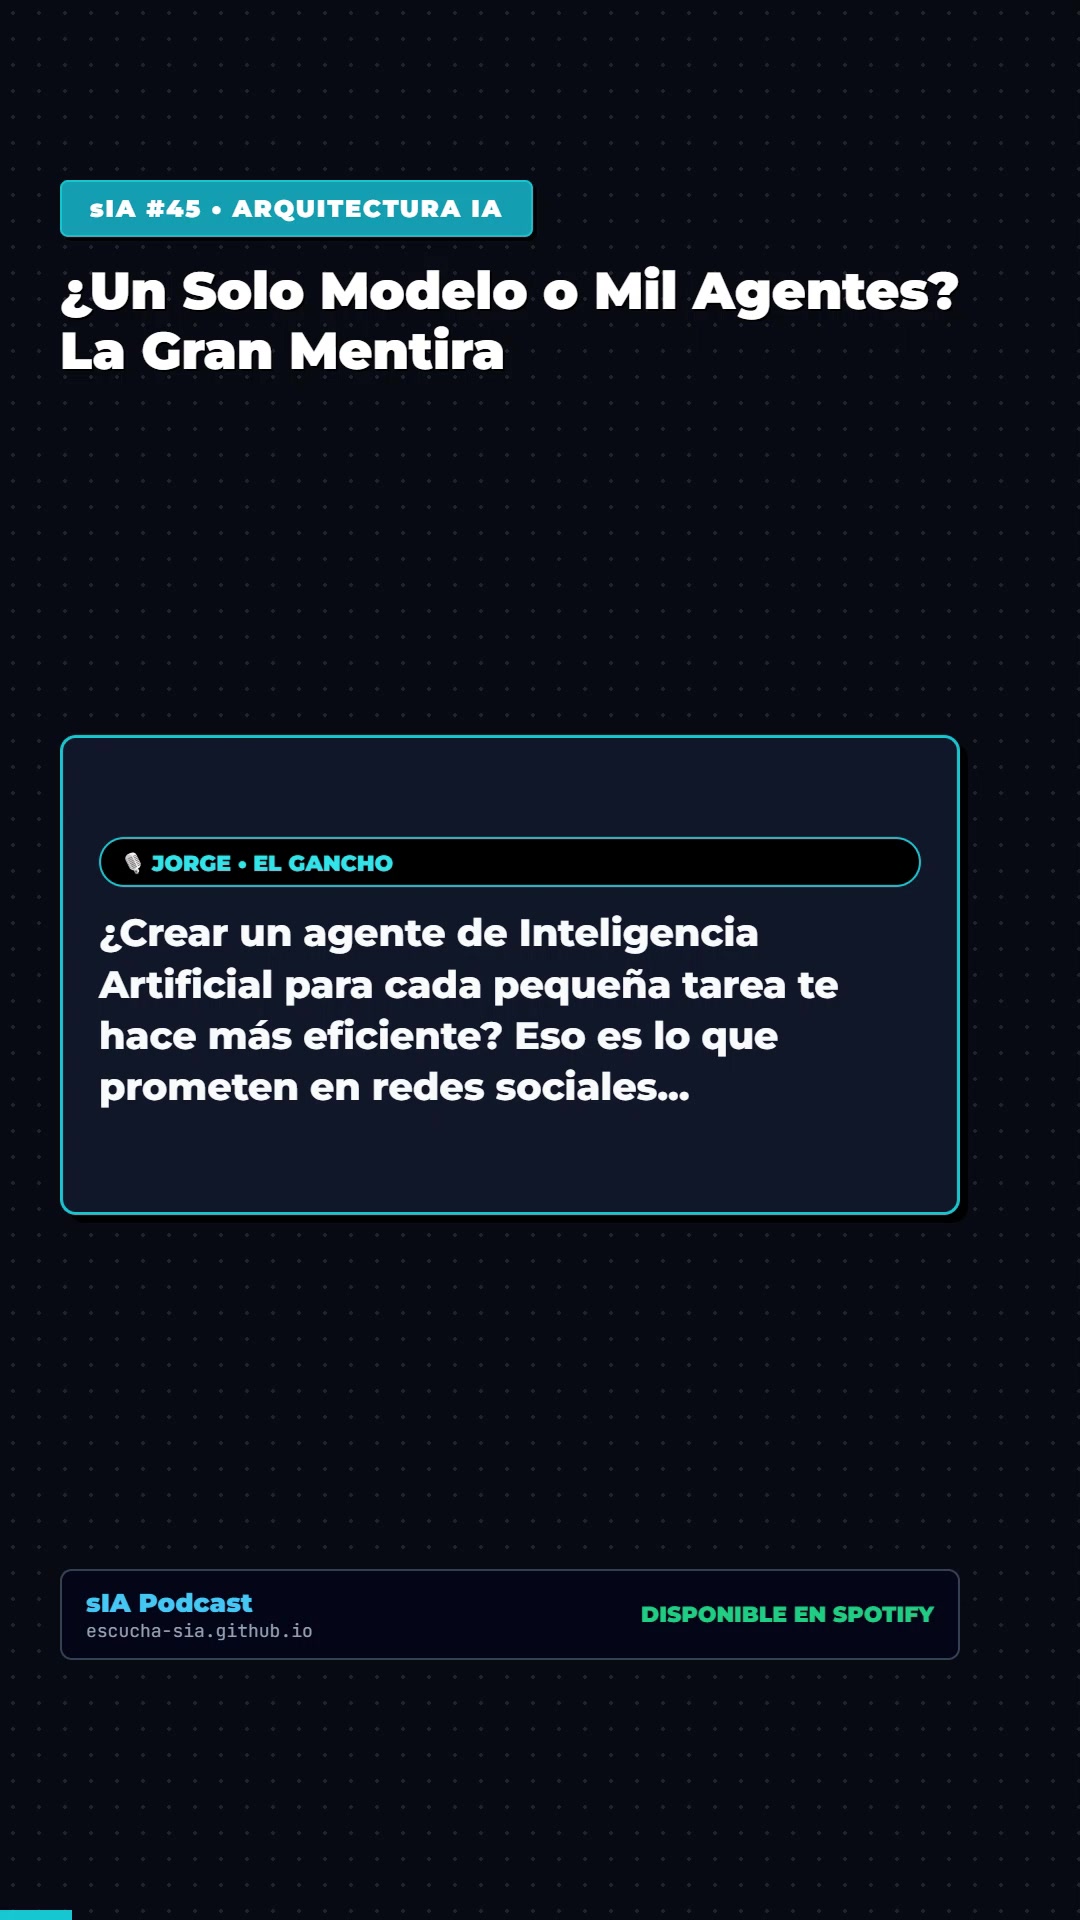 sIA #45 • ARQUITECTURA IA
¿Un Solo Modelo o Mil Agentes?
La Gran Mentira
🎙️ JORGE • EL GANCHO
¿Crear un agente de Inteligencia
Artificial para cada pequeña tarea te
hace más eficiente? Eso es lo que
prometen en redes sociales...
sIA Podcast
escucha-sia.github.io
DISPONIBLE EN SPOTIFY